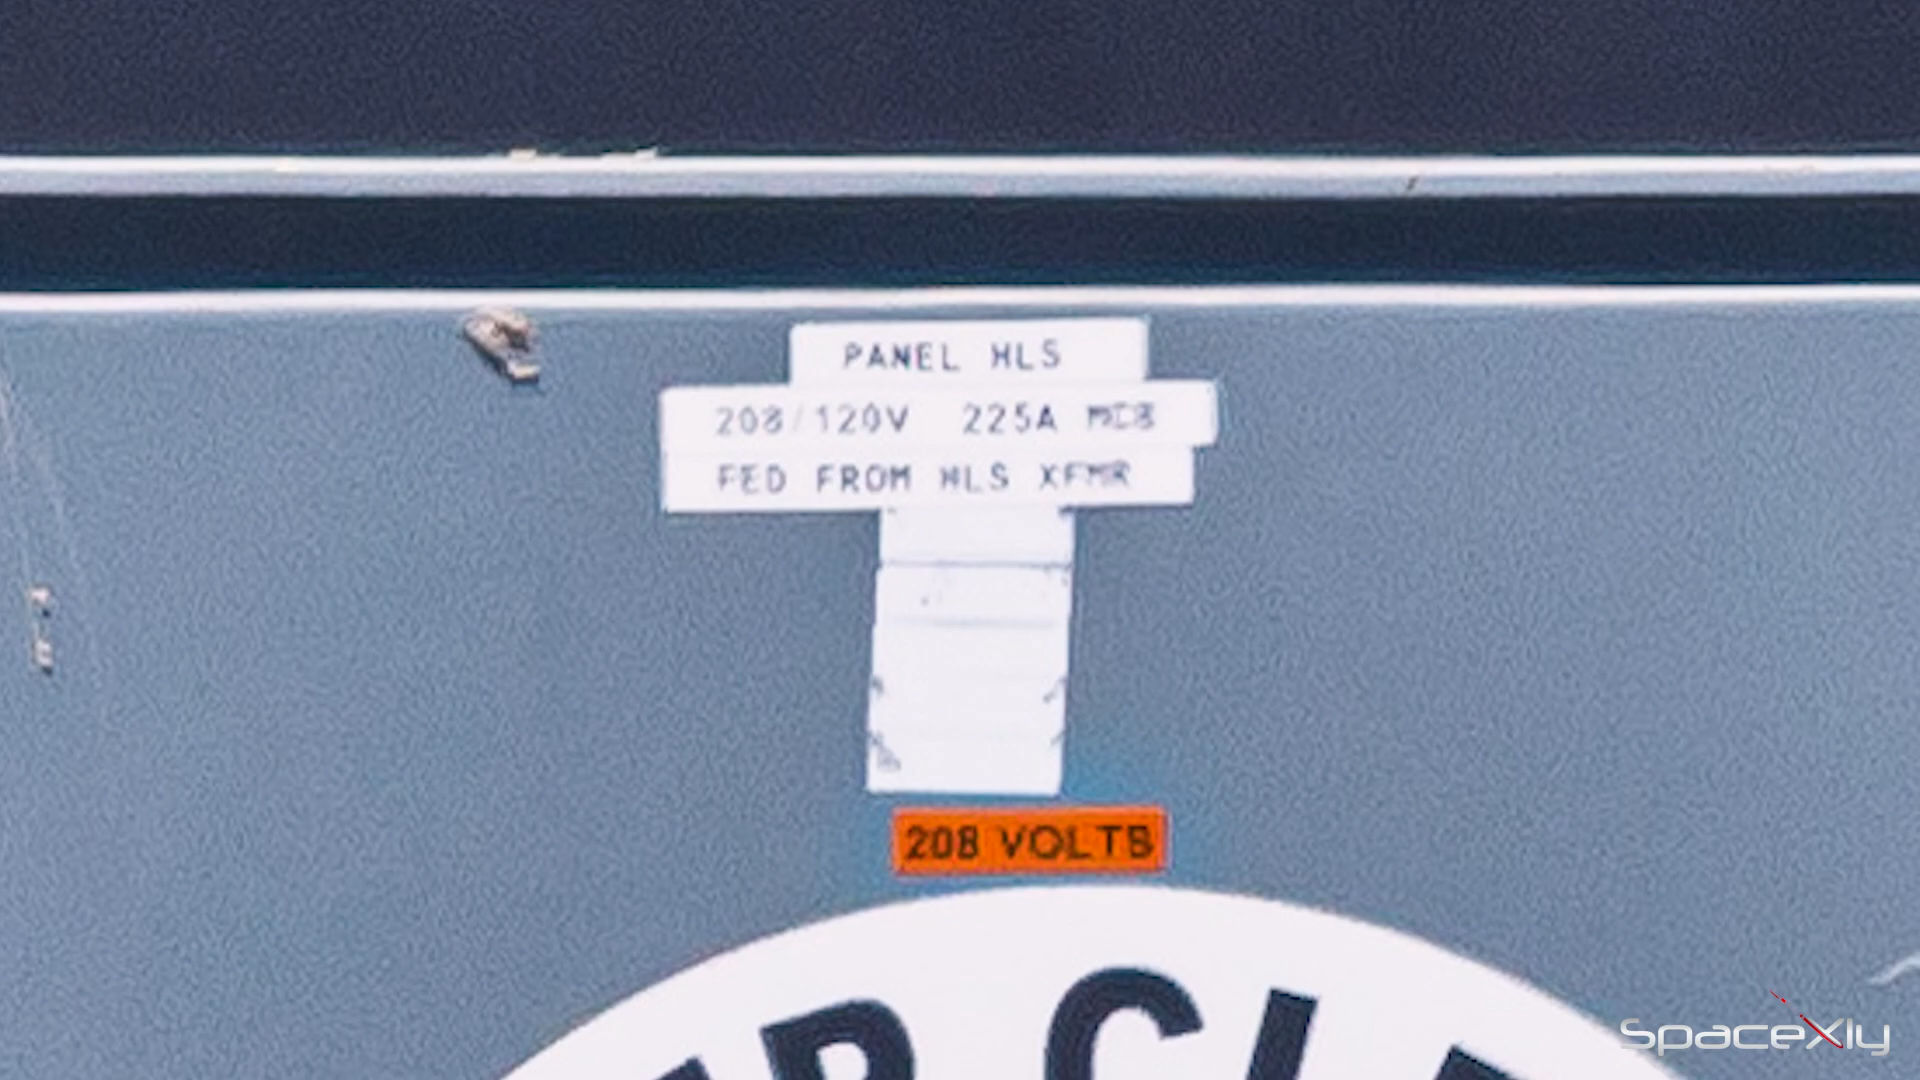 PANEL HLS
208/120V 225A MCB
FED FROM HLS XFMR
208 VOLTS
SpaceXly